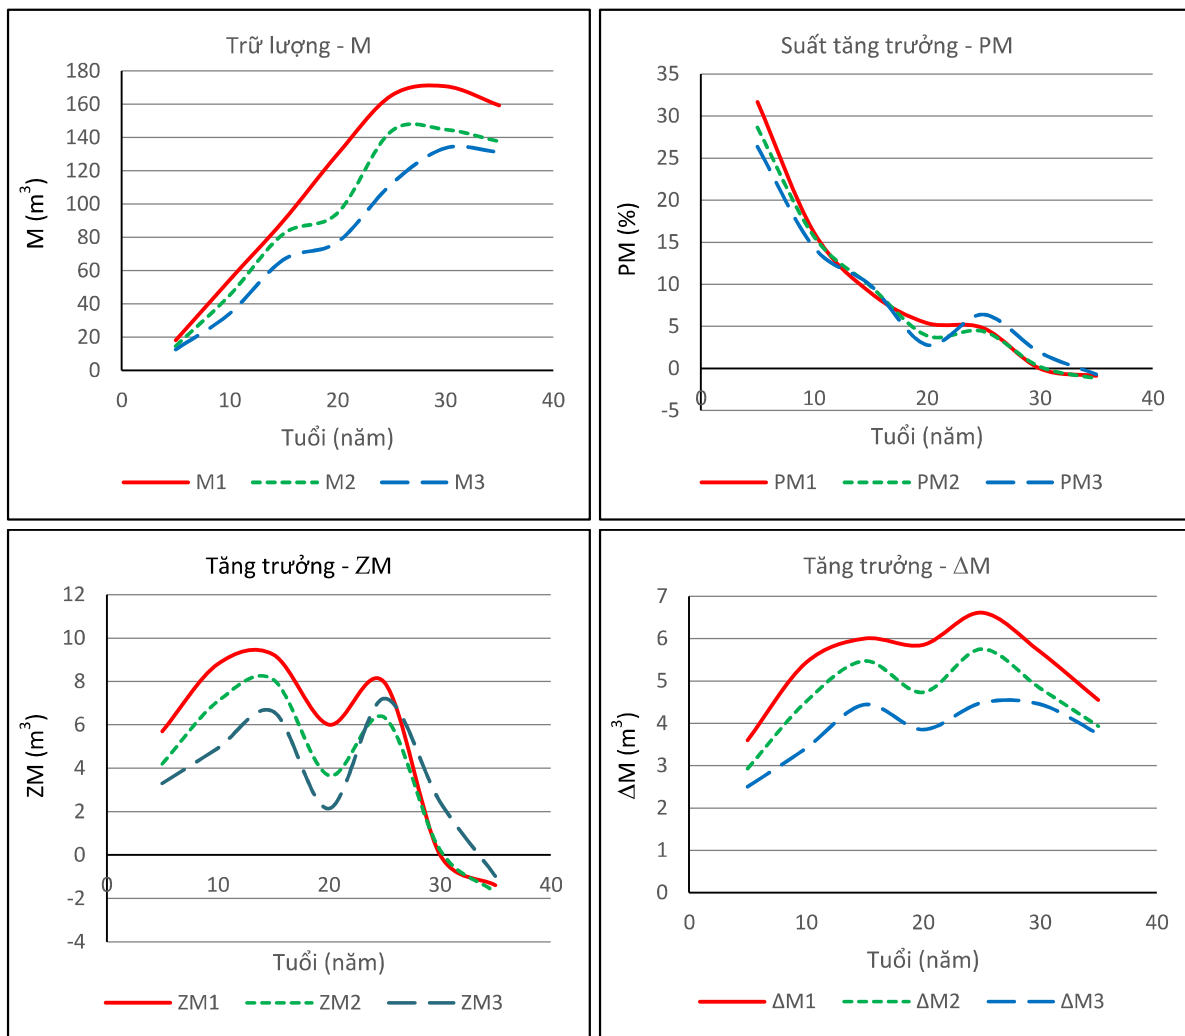 Trữ lượng - M
180
160
140
120
100
80
60
40
20
0
M (m³)
0 10 20 30 40
Tuổi (năm)
M1 M2 M3
Suất tăng trưởng - PM
35
30
25
20
15
10
5
0
-5
PM (%)
0 10 20 30 40
Tuổi (năm)
PM1 PM2 PM3
Tăng trưởng - ZM
12
10
8
6
4
2
0
-2
-4
ZM (m³)
0 10 20 30 40
Tuổi (năm)
ZM1 ZM2 ZM3
Tăng trưởng - ΔM
7
6
5
4
3
2
1
0
ΔM (m³)
0 10 20 30 40
Tuổi (năm)
ΔM1 ΔM2 ΔM3